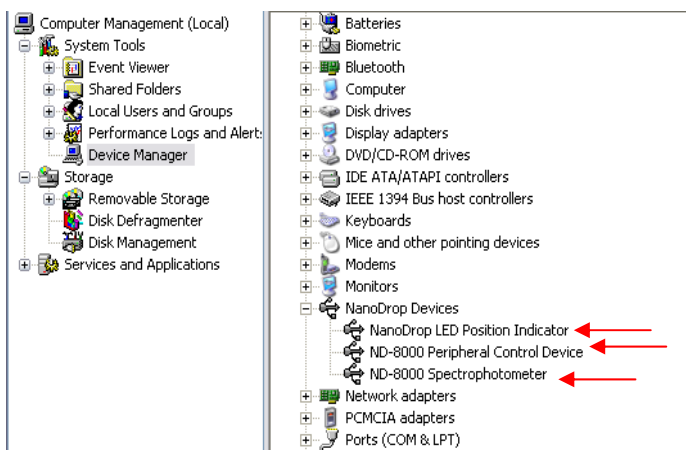 Computer Management (Local)
System Tools
Event Viewer
Shared Folders
Local Users and Groups
Performance Logs and Alert:
Device Manager
Storage
Removable Storage
Disk Defragmenter
Disk Management
Services and Applications
Batteries
Biometric
Bluetooth
Computer
Disk drives
Display adapters
DVD/CD-ROM drives
IDE ATA/ATAPI controllers
IEEE 1394 Bus host controllers
Keyboards
Mice and other pointing devices
Modems
Monitors
NanoDrop Devices
NanoDrop LED Position Indicator
ND-8000 Peripheral Control Device
ND-8000 Spectrophotometer
Network adapters
PCMCIA adapters
Ports (COM & LPT)